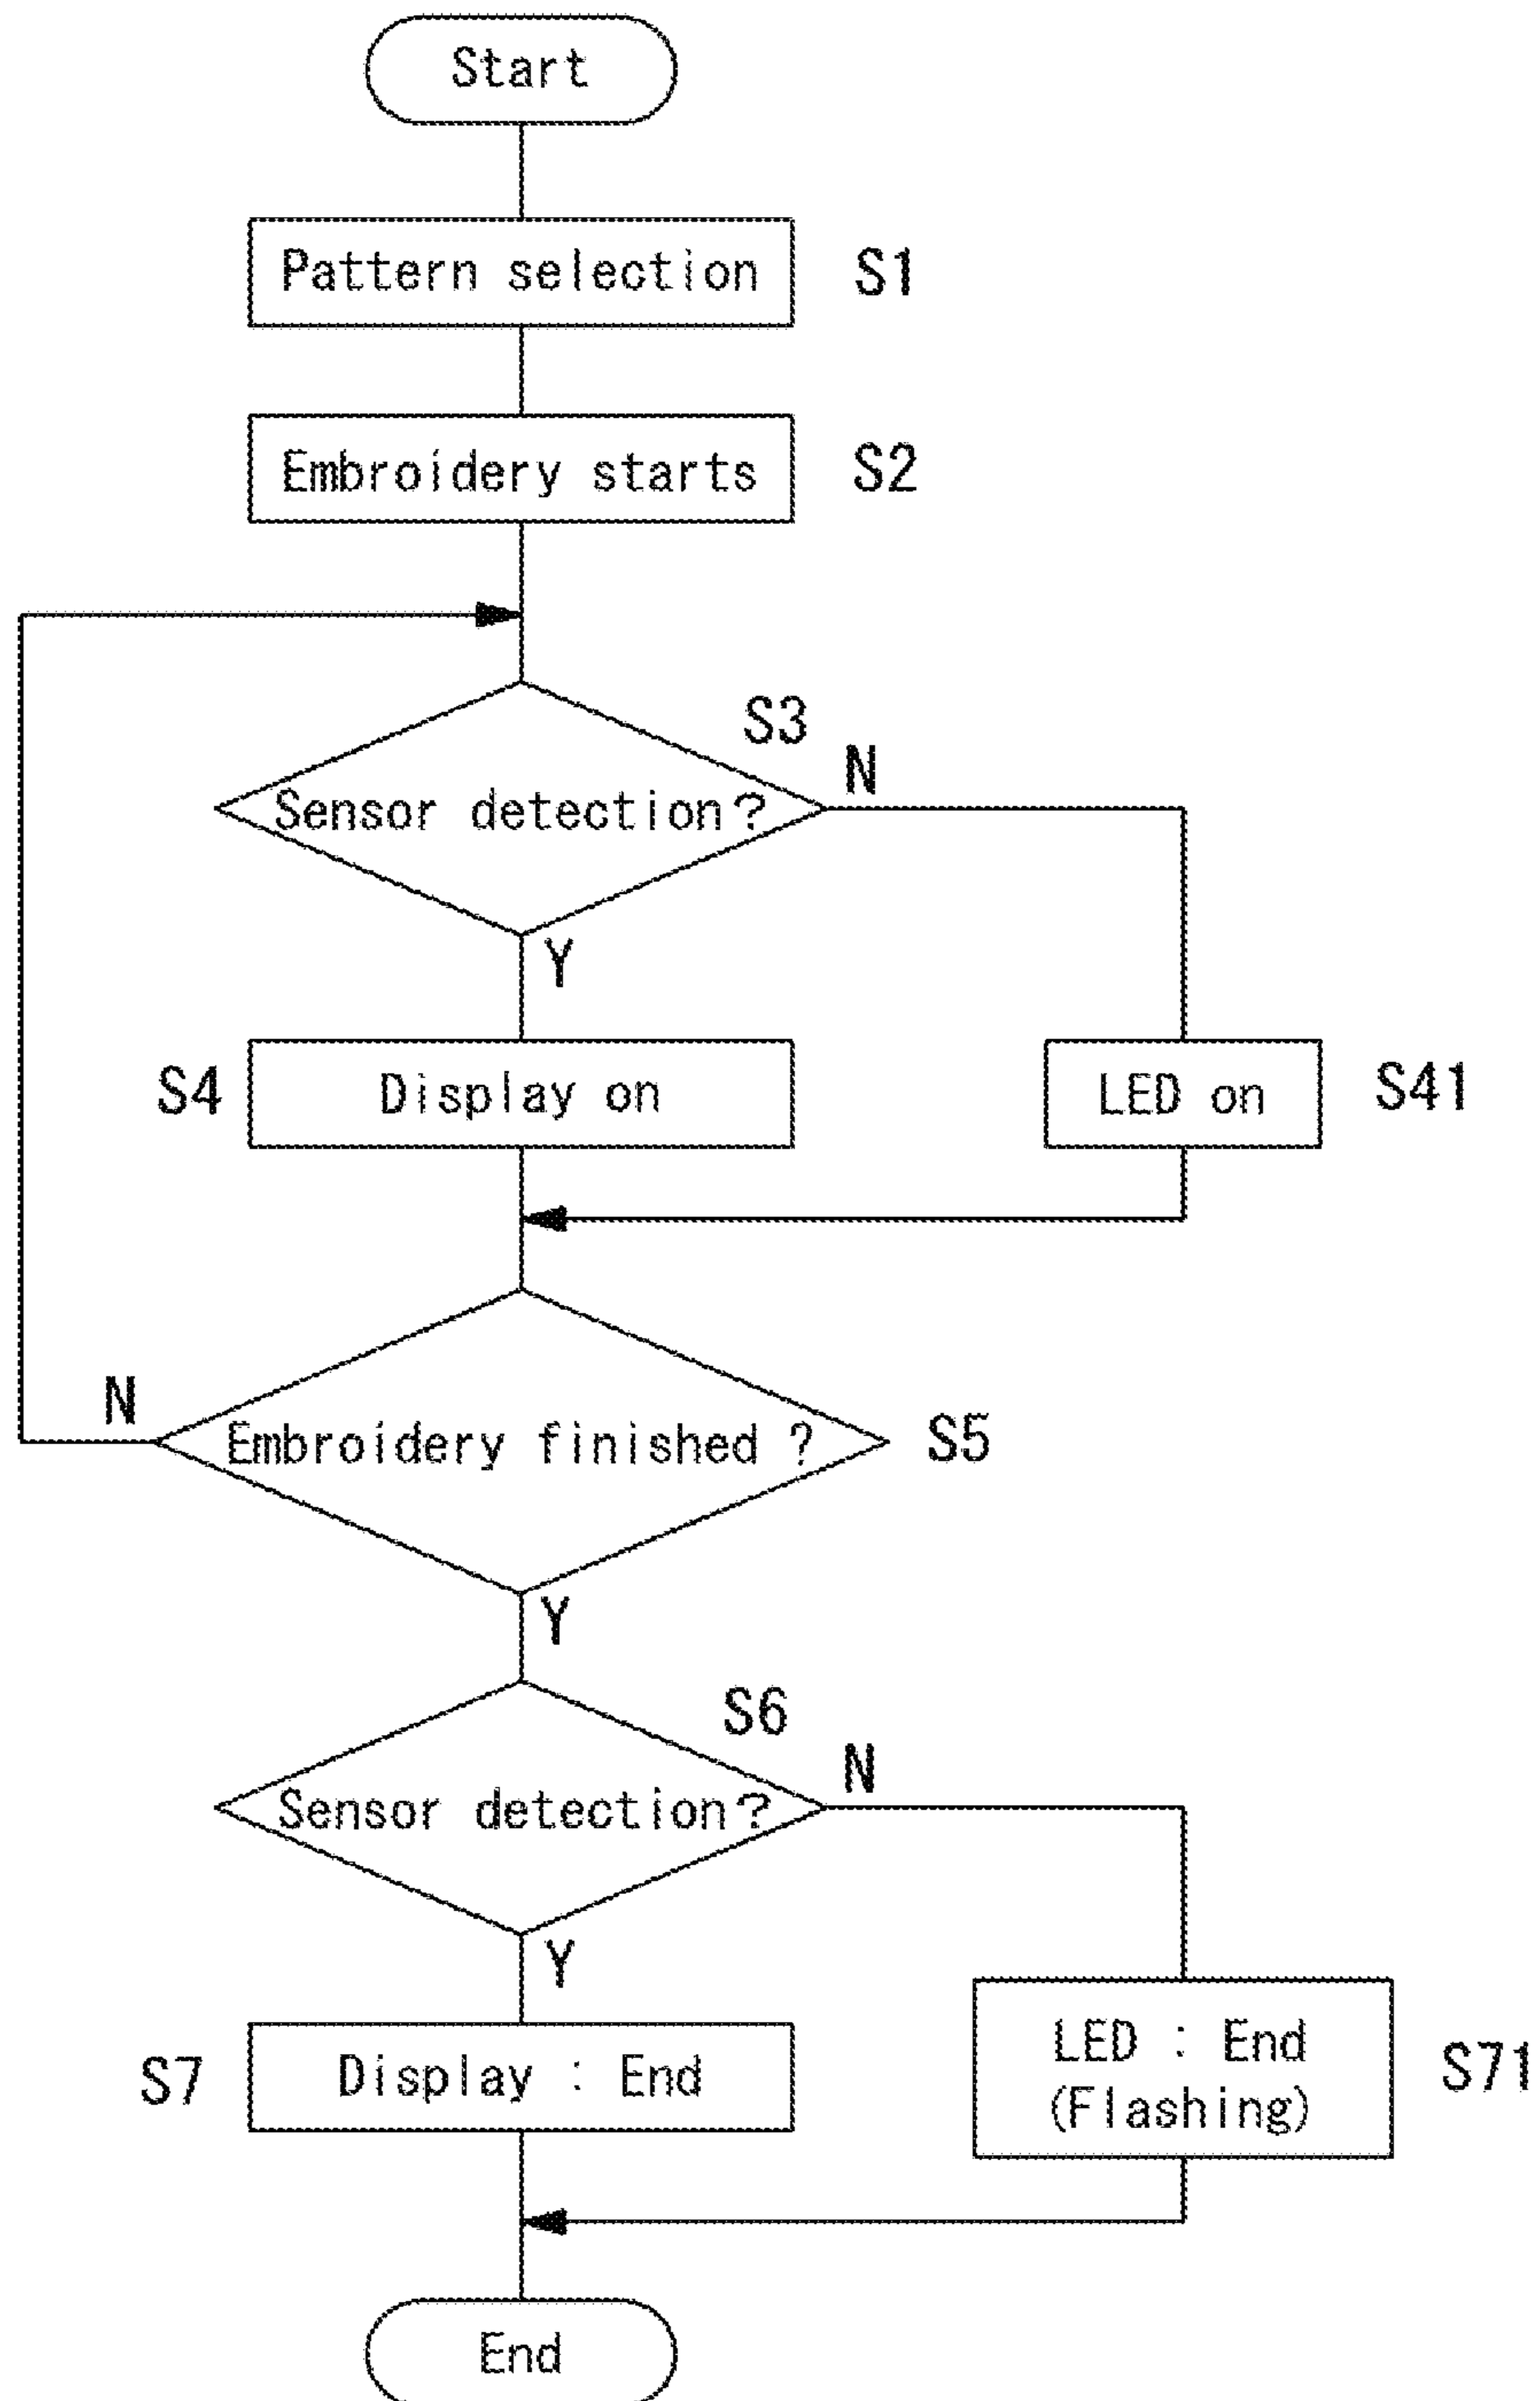 Start
Pattern selection S1
Embroidery starts S2
S3
Sensor detection? N
Y
S4 Display on LED on S41
N
Embroidery finished ? S5
Y
S6
Sensor detection? N
Y
S7 Display : End LED : End
(Flashing) S71
End